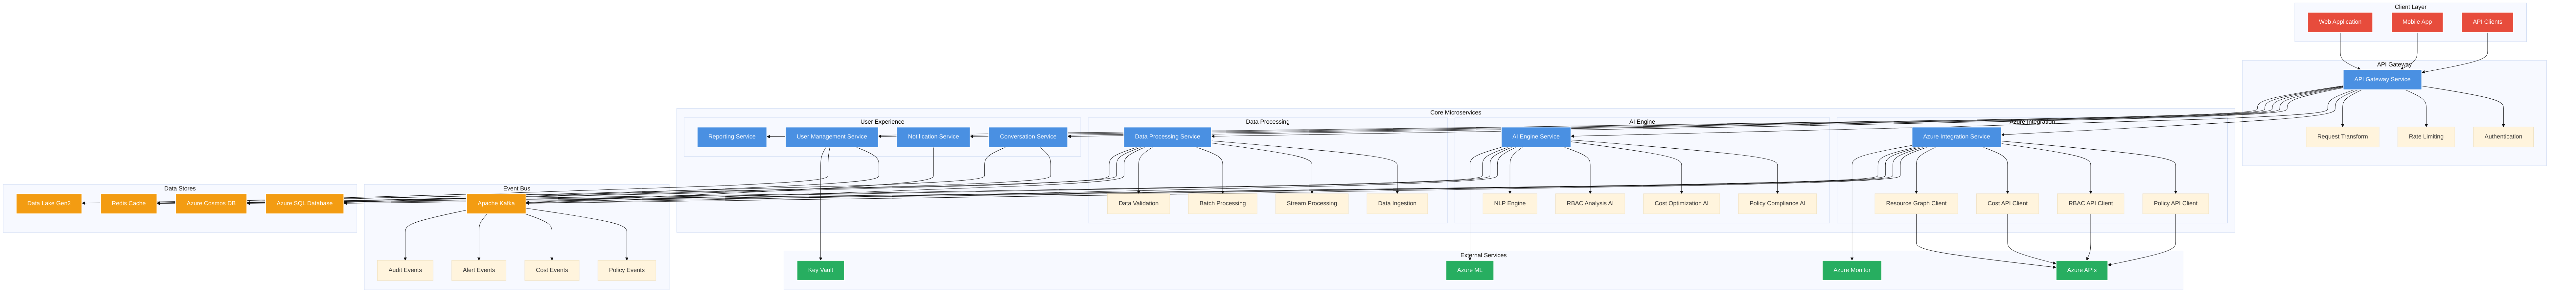 Client Layer
Web Application
Mobile App
API Clients
API Gateway
API Gateway Service
Request Transform
Rate Limiting
Authentication
Core Microservices
User Experience
Reporting Service
User Management Service
Notification Service
Conversation Service
Data Processing
Data Processing Service
Data Validation
Batch Processing
Stream Processing
Data Ingestion
AI Engine
AI Engine Service
NLP Engine
RBAC Analysis AI
Cost Optimization AI
Policy Compliance AI
Azure Integration
Azure Integration Service
Resource Graph Client
Cost API Client
RBAC API Client
Policy API Client
Data Stores
Data Lake Gen2
Redis Cache
Azure Cosmos DB
Azure SQL Database
Event Bus
Apache Kafka
Audit Events
Alert Events
Cost Events
Policy Events
External Services
Key Vault
Azure ML
Azure Monitor
Azure APIs